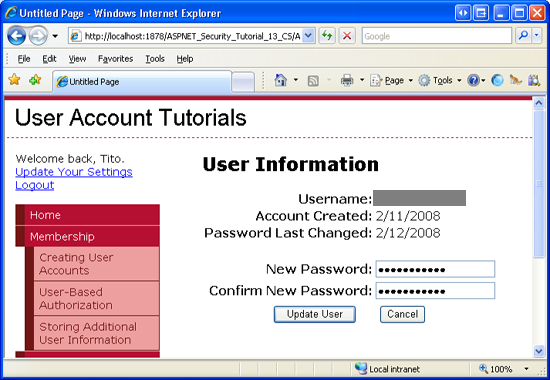 Untitled Page - Windows Internet Explorer
http://localhost:1878/ASPNET_Security_Tutorial_13_CS/A
Google
File Edit View Favorites Tools Help
Untitled Page
Page
Tools
User Account Tutorials
Welcome back, Tito.
Update Your Settings
Logout
Home
Membership
Creating User
Accounts
User-Based
Authorization
Storing Additional
User Information
User Information
Username:
Account Created: 2/11/2008
Password Last Changed: 2/12/2008
New Password: •••••••••••
Confirm New Password: •••••••••••
Update User Cancel
Local intranet
100%